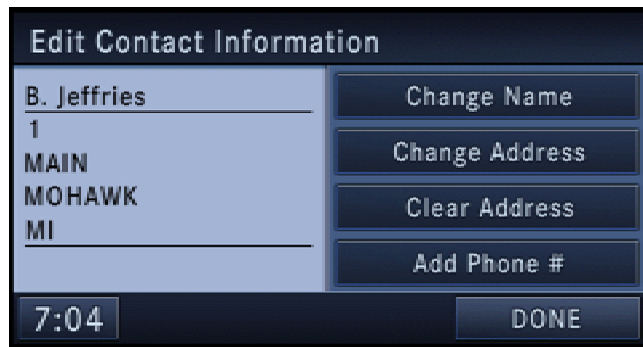 Edit Contact Information
B. Jeffries
1
MAIN
MOHAWK
MI
Change Name
Change Address
Clear Address
Add Phone #
7:04
DONE